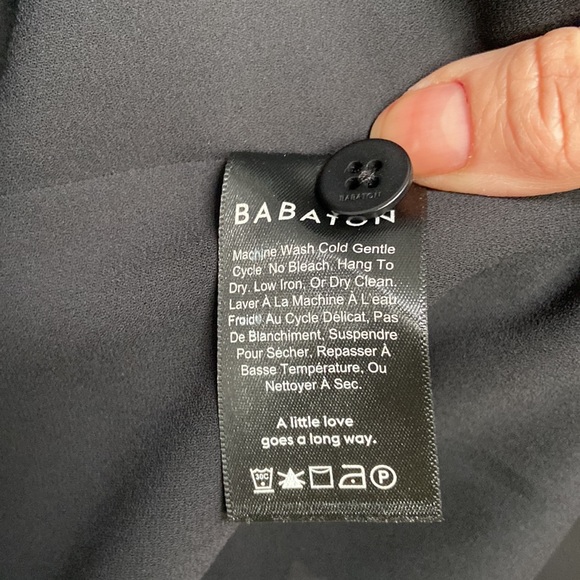 BABATON
BABATON
Machine Wash Cold Gentle
Cycle. No Bleach. Hang To
Dry. Low Iron. Or Dry Clean.
Laver À La Machine À L'eau
Froid. Au Cycle Délicat, Pas
De Blanchiment, Suspendre
Pour Sécher, Repasser À
Basse Température, Ou
Nettoyer À Sec.
A little love
goes a long way.
30C P